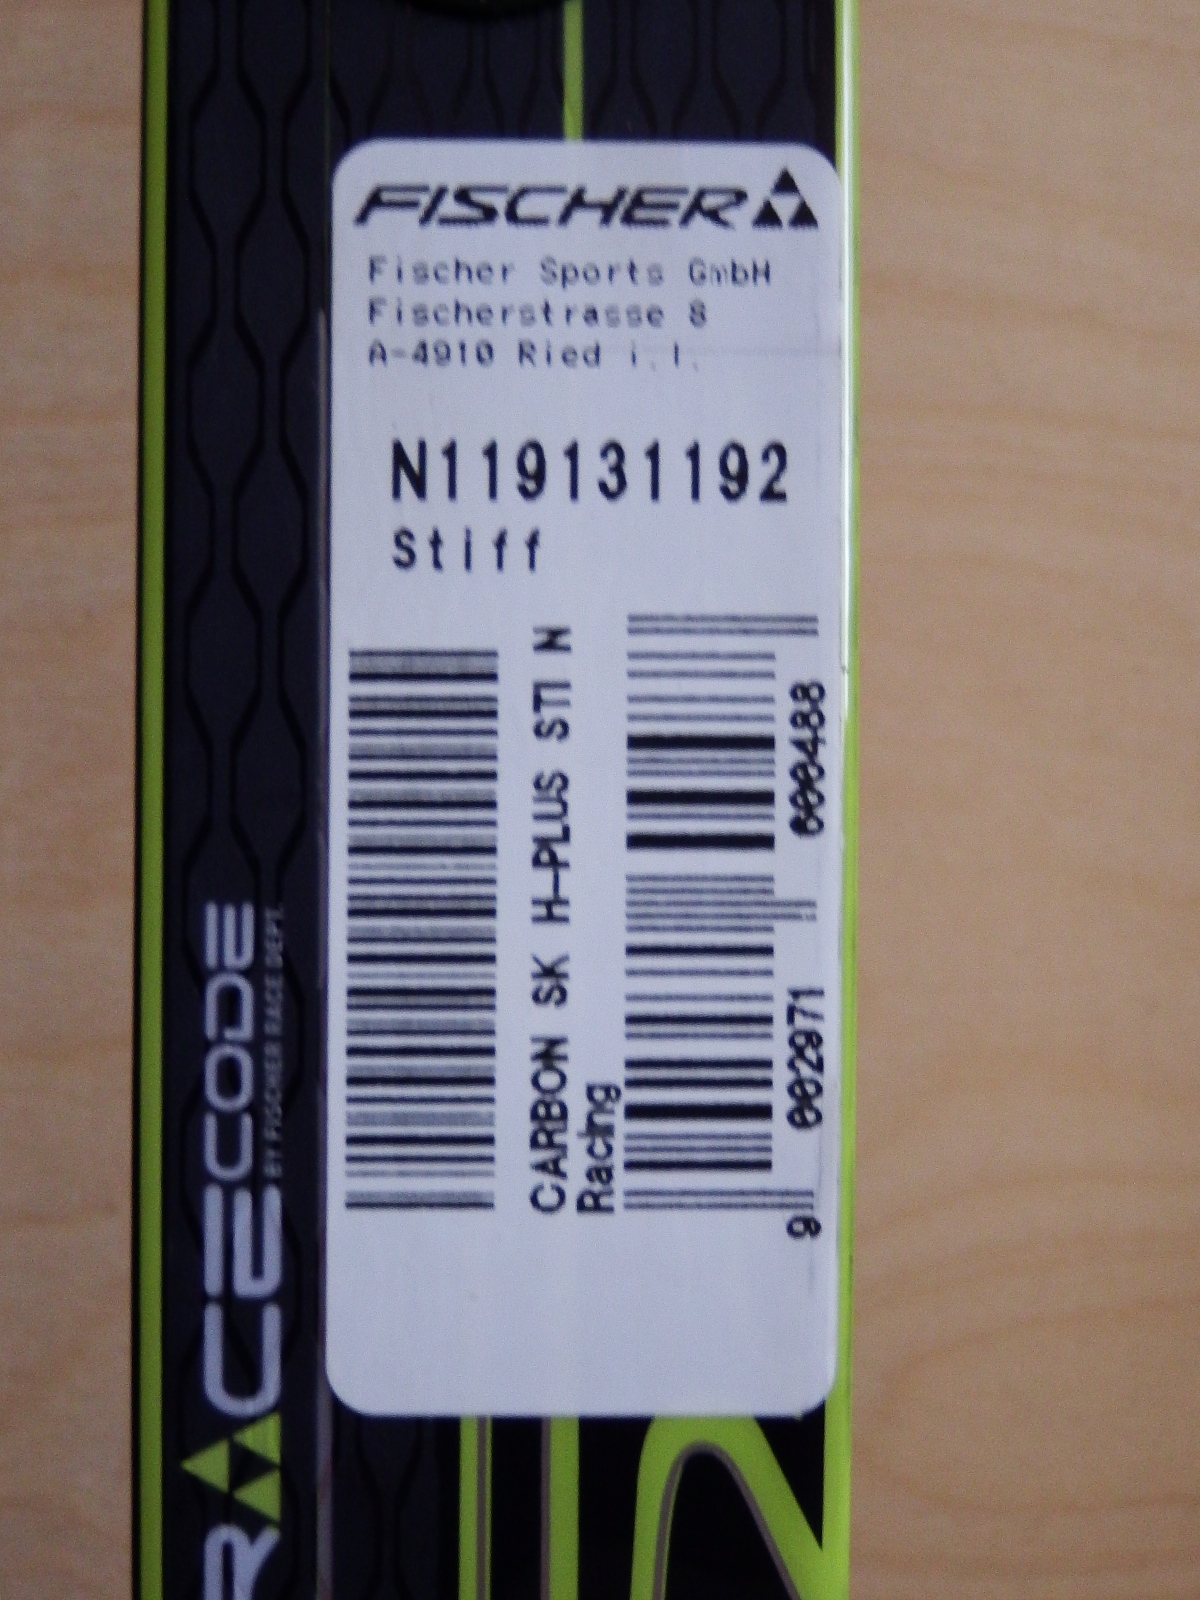 FISCHER
Fischer Sports GmbH
Fischerstrasse 8
A-4910 Ried i.I.
N119131192
Stiff
CARBON SK H-PLUS STI N
Racing
9 002971 000488
RACECODE
BY FISCHER RACE DEPT.